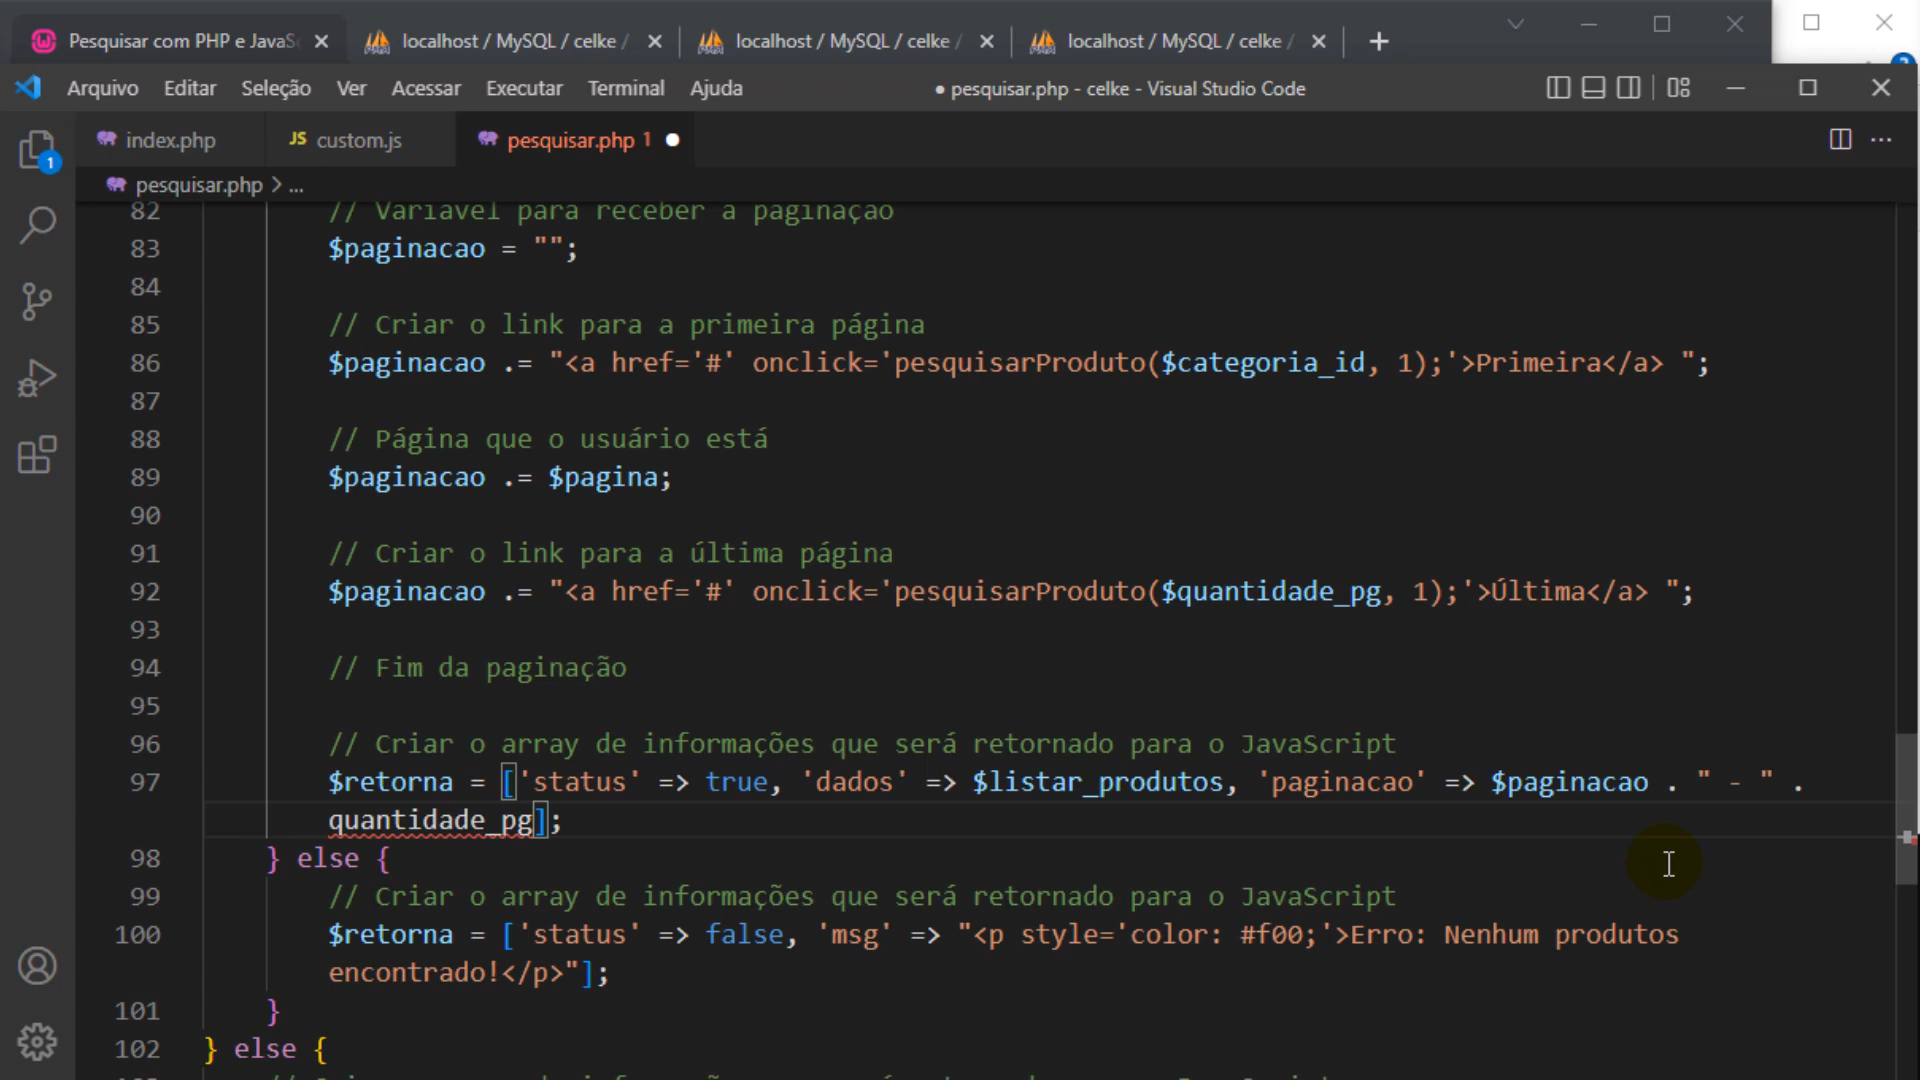 Pesquisar com PHP e JavaSc
localhost / MySQL / celke /
localhost / MySQL / celke /
localhost / MySQL / celke /
Arquivo Editar Seleção Ver Acessar Executar Terminal Ajuda
● pesquisar.php - celke - Visual Studio Code
index.php
JS custom.js
pesquisar.php 1
pesquisar.php > ...
82 // Variável para receber a paginação
83 $paginacao = "";
84
85 // Criar o link para a primeira página
86 $paginacao .= "<a href='#' onclick='pesquisarProduto($categoria_id, 1);'>Primeira</a> ";
87
88 // Página que o usuário está
89 $paginacao .= $pagina;
90
91 // Criar o link para a última página
92 $paginacao .= "<a href='#' onclick='pesquisarProduto($quantidade_pg, 1);'>Última</a> ";
93
94 // Fim da paginação
95
96 // Criar o array de informações que será retornado para o JavaScript
97 $retorna = ['status' => true, 'dados' => $listar_produtos, 'paginacao' => $paginacao . " - " .
quantidade_pg];
98 } else {
99 // Criar o array de informações que será retornado para o JavaScript
100 $retorna = ['status' => false, 'msg' => "<p style='color: #f00;'>Erro: Nenhum produtos
encontrado!</p>"];
101 }
102 } else {
1